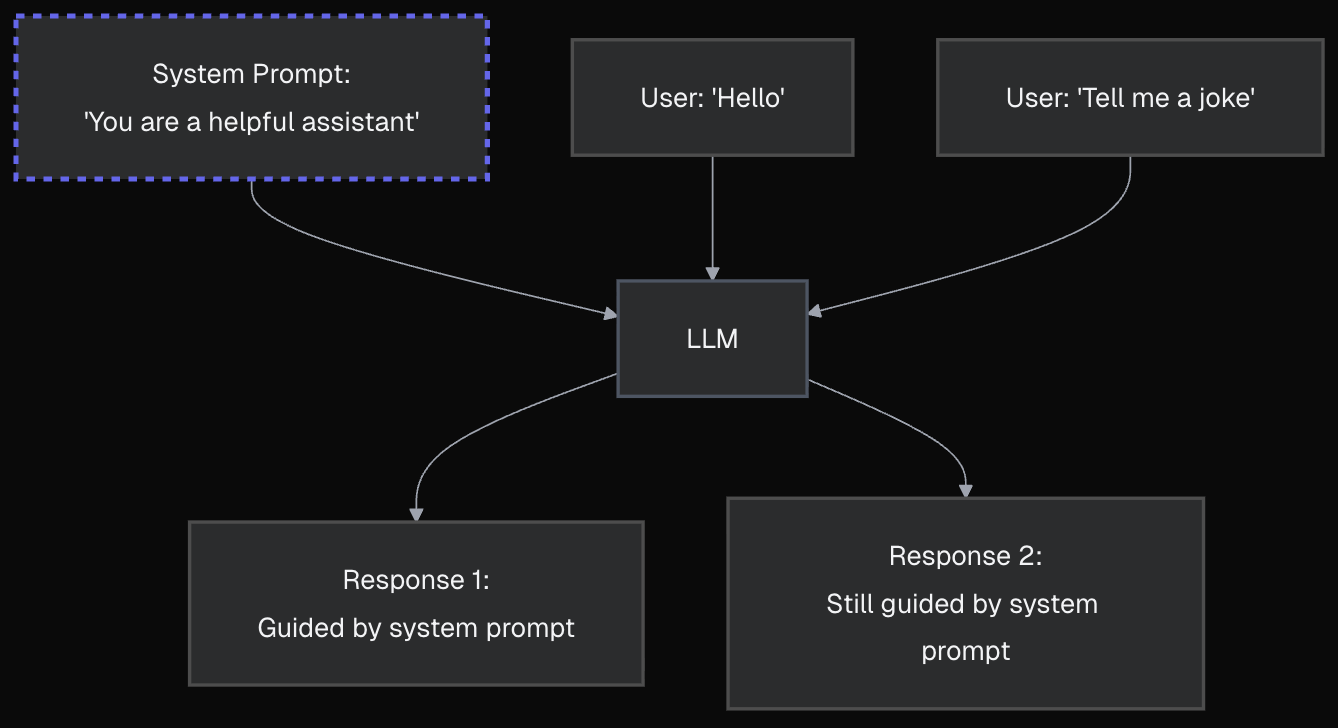 System Prompt:
'You are a helpful assistant'
User: 'Hello'
User: 'Tell me a joke'
LLM
Response 1:
Guided by system prompt
Response 2:
Still guided by system
prompt